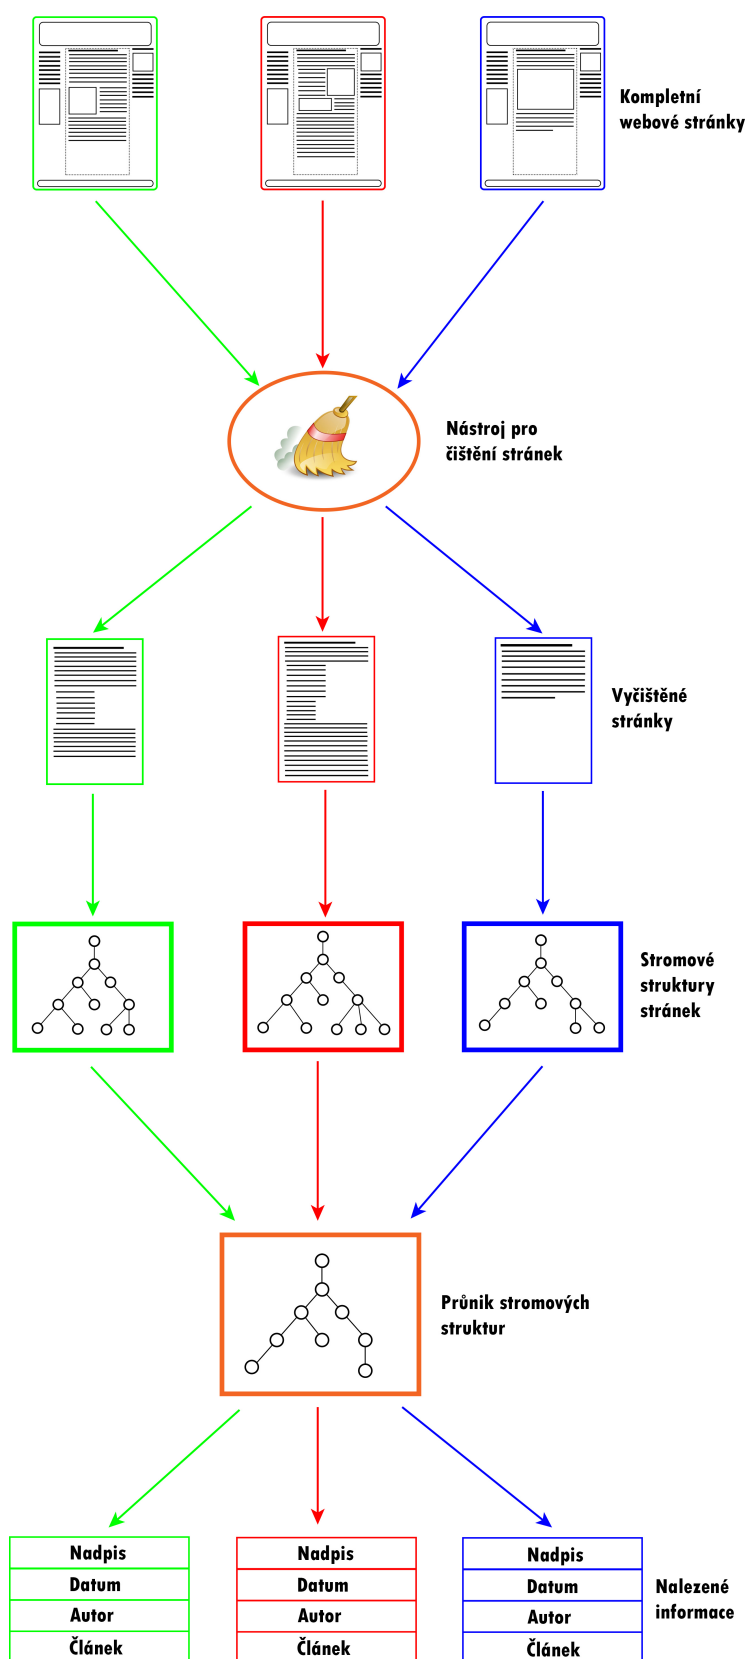 Kompletní
webové stránky
Nástroj pro
čištění stránek
Vyčištěné
stránky
Stromové
struktury
stránek
Průnik stromových
struktur
Nadpis
Datum
Autor
Článek
Nadpis
Datum
Autor
Článek
Nadpis
Datum
Autor
Článek
Nalezené
informace